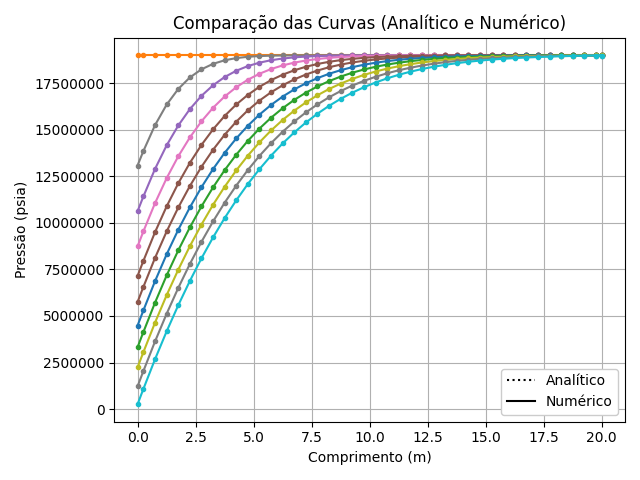 Comparação das Curvas (Analítico e Numérico)
17500000
15000000
12500000
10000000
7500000
5000000
2500000
0
Pressão (psia)
0.0 2.5 5.0 7.5 10.0 12.5 15.0 17.5 20.0
Comprimento (m)
Analítico
Numérico